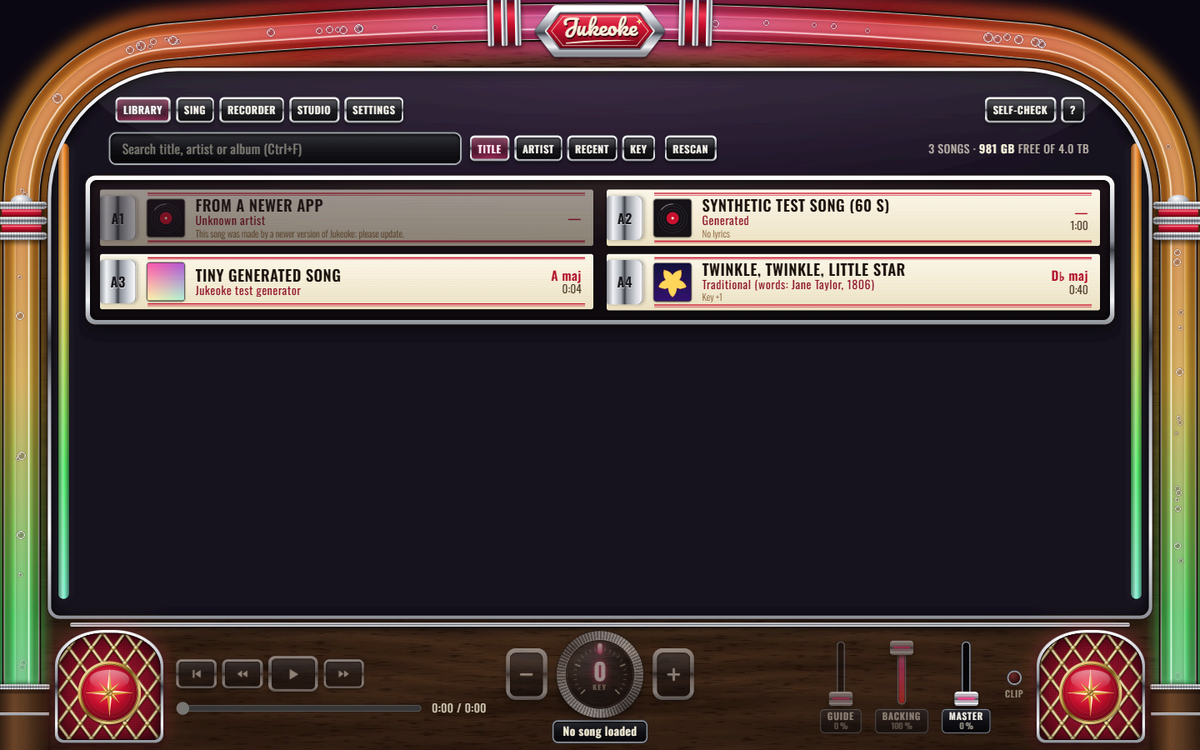 Jukeoke
LIBRARY SING RECORDER STUDIO SETTINGS SELF-CHECK ?
Search title, artist or album (Ctrl+F) TITLE ARTIST RECENT KEY RESCAN 3 SONGS · 981 GB FREE OF 4.0 TB
A1 FROM A NEWER APP
Unknown artist —
This song was made by a newer version of Jukeoke: please update.
A2 SYNTHETIC TEST SONG (60 S)
Generated —
No lyrics 1:00
A3 TINY GENERATED SONG A maj
Jukeoke test generator 0:04
A4 TWINKLE, TWINKLE, LITTLE STAR D♭ maj
Traditional (words: Jane Taylor, 1806) 0:40
Key +1
− 0 +
KEY
0:00 / 0:00
No song loaded
GUIDE BACKING MASTER CLIP
0 % 100 % 0 %